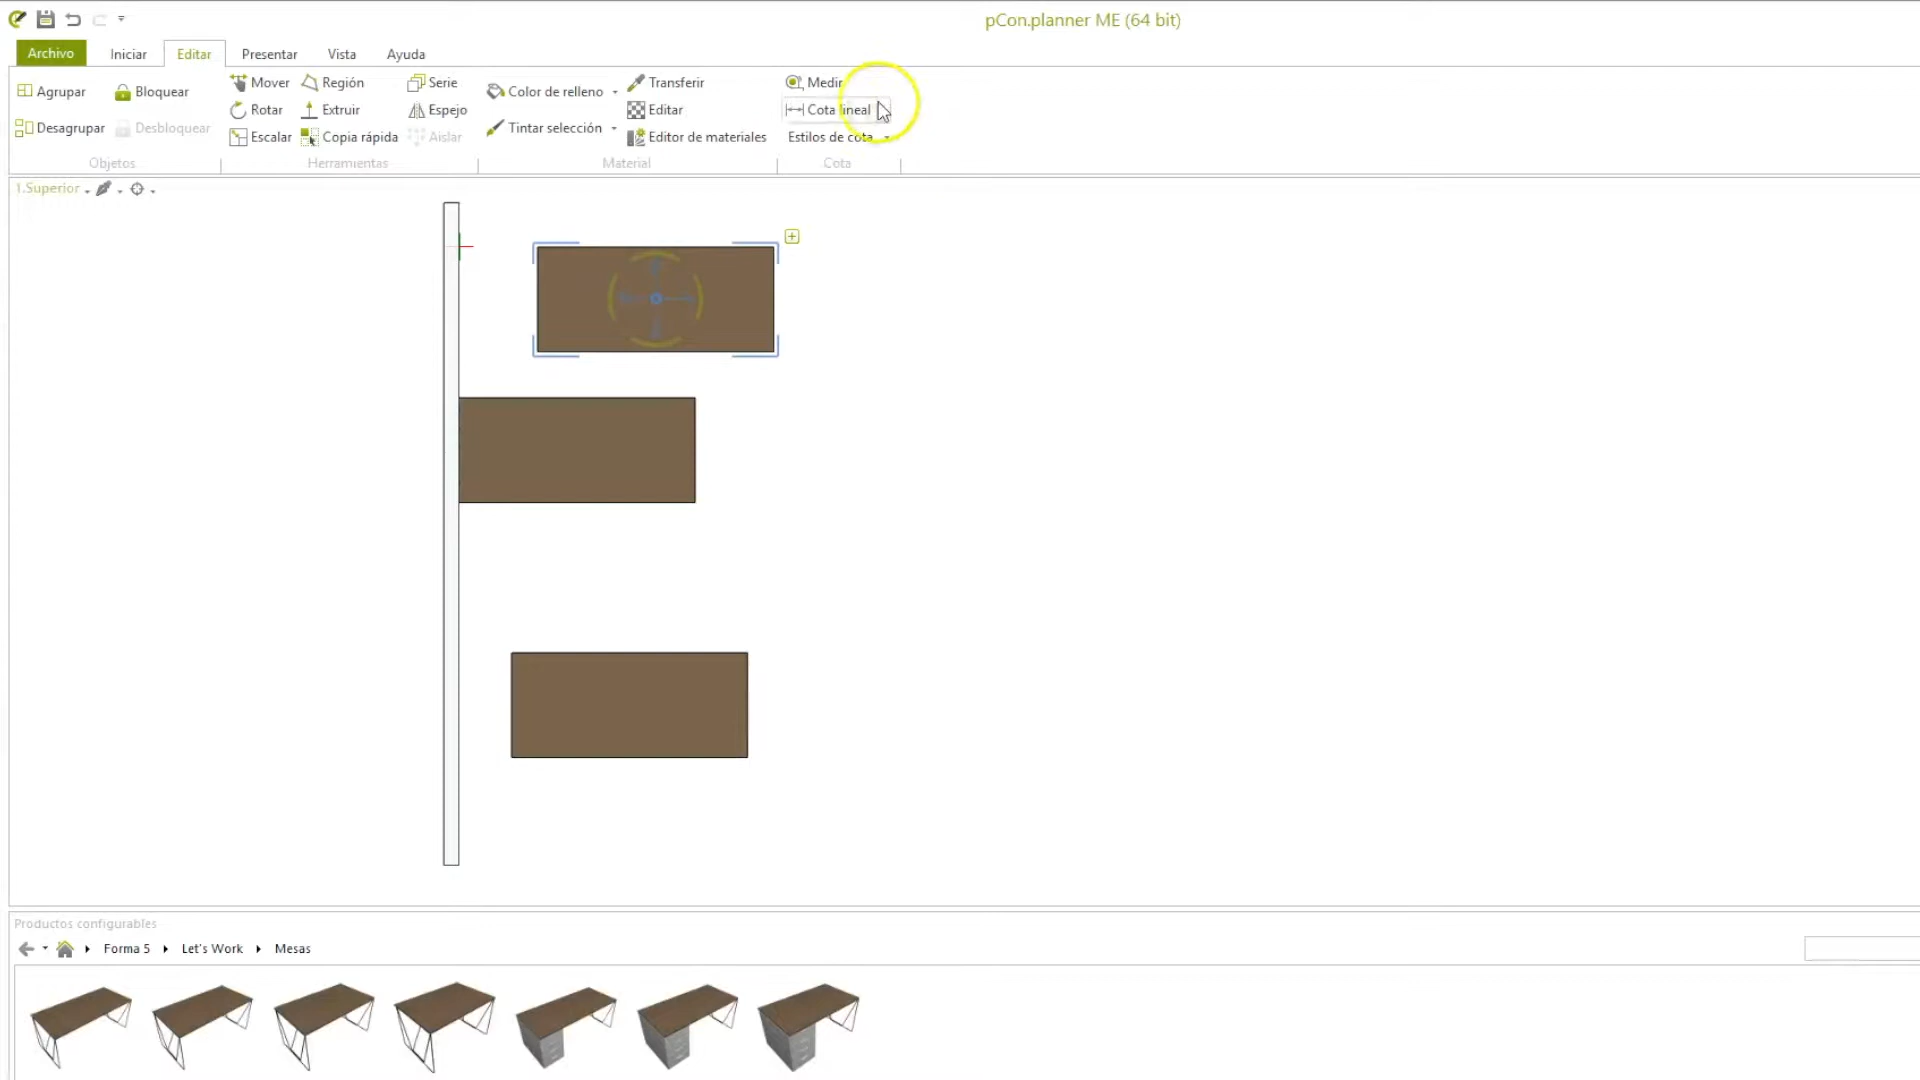 pCon.planner ME (64 bit)
Archivo Iniciar Editar Presentar Vista Ayuda
Agrupar Bloquear Mover Región Serie Color de relleno Transferir Medir
Rotar Extruir Espejo Editar Cota lineal
Desagrupar Desbloquear Escalar Copia rápida Aislar Tintar selección Editor de materiales Estilos de cota
Objetos Herramientas Material Cota
1.Superior
Productos configurables
Forma 5 Let's Work Mesas